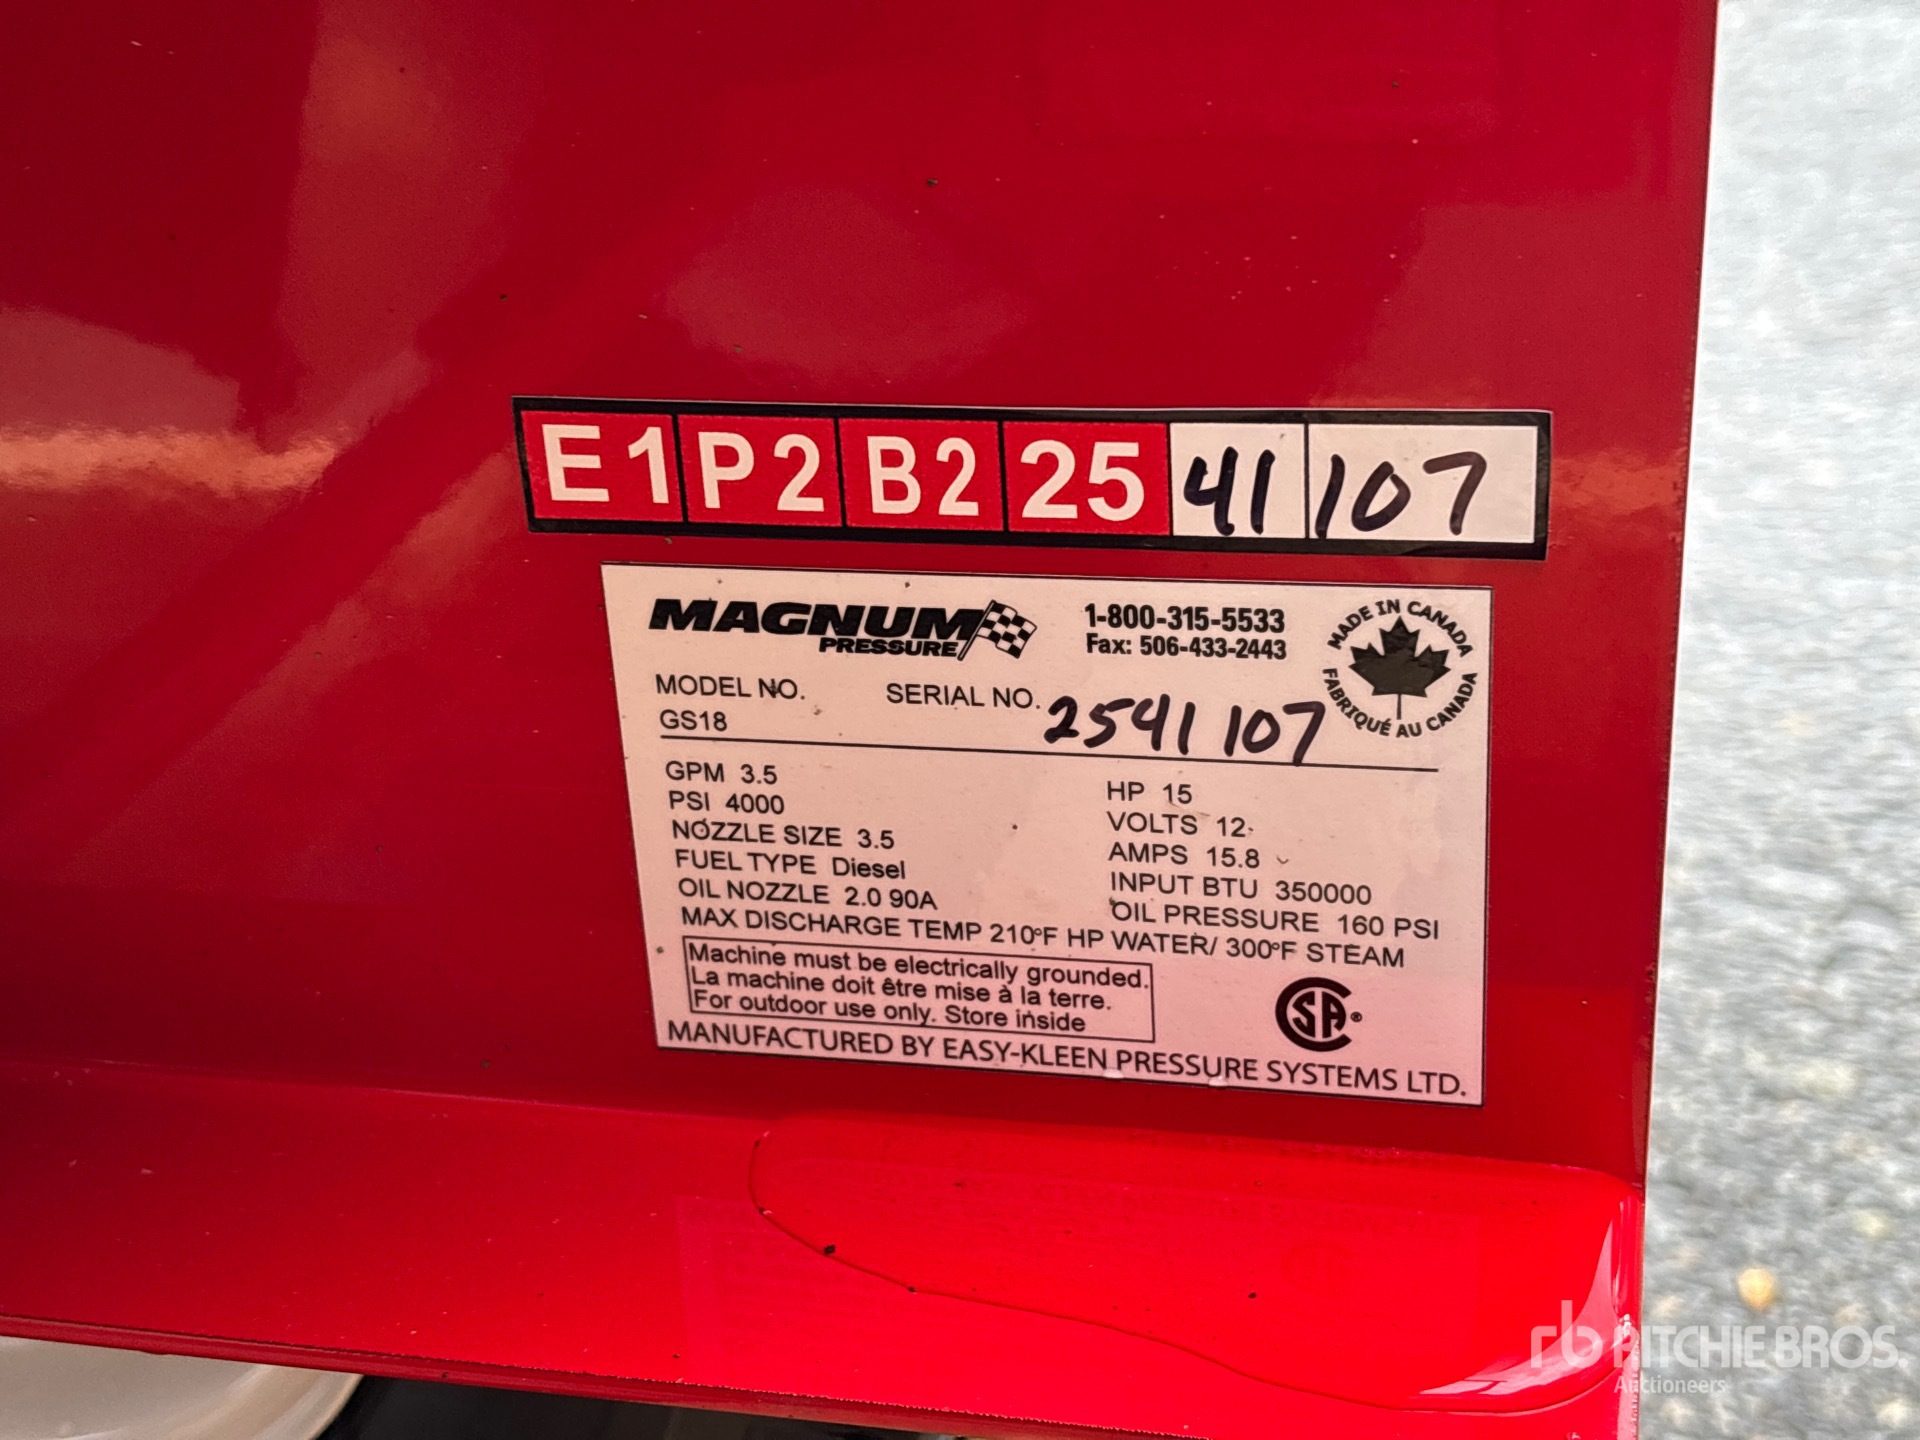 E1 P2 B2 25 41 107
MAGNUM
PRESSURE
1-800-315-5533
Fax: 506-433-2443
MADE IN CANADA
FABRIQUÉ AU CANADA
MODEL NO.
GS18
SERIAL NO. 2541107
GPM 3.5
PSI 4000
NOZZLE SIZE 3.5
FUEL TYPE Diesel
OIL NOZZLE 2.0 90A
HP 15
VOLTS 12
AMPS 15.8
INPUT BTU 350000
OIL PRESSURE 160 PSI
MAX DISCHARGE TEMP 210°F HP WATER/ 300°F STEAM
Machine must be electrically grounded.
La machine doit être mise à la terre.
For outdoor use only. Store inside
CSA®
MANUFACTURED BY EASY-KLEEN PRESSURE SYSTEMS LTD.
rb RITCHIE BROS.
Auctioneers